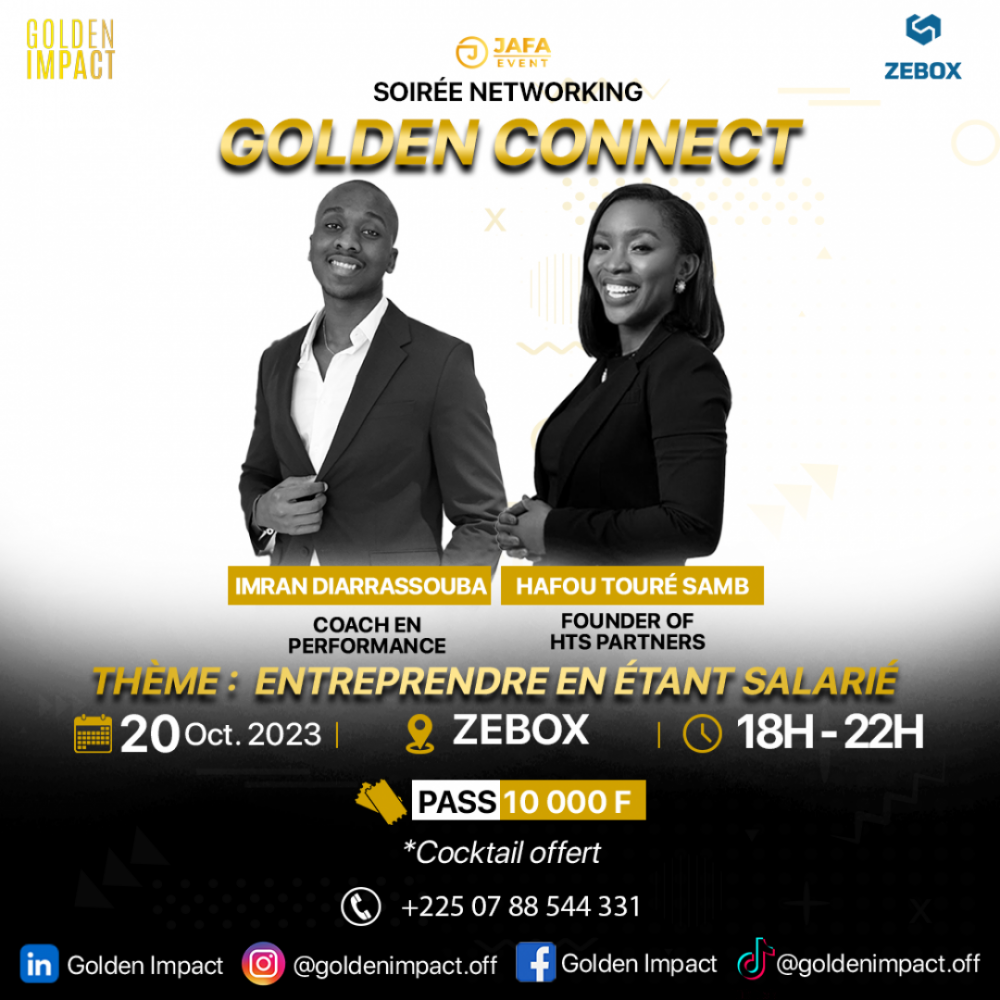 GOLDEN
IMPACT
JAFA
EVENT
ZEBOX
SOIRÉE NETWORKING
GOLDEN CONNECT
IMRAN DIARRASSOUBA
COACH EN
PERFORMANCE
HAFOU TOURÉ SAMB
FOUNDER OF
HTS PARTNERS
THÈME : ENTREPRENDRE EN ÉTANT SALARIÉ
20 Oct. 2023 | ZEBOX | 18H - 22H
PASS 10 000 F
*Cocktail offert
+225 07 88 544 331
in Golden Impact @goldenimpact.off f Golden Impact @goldenimpact.off